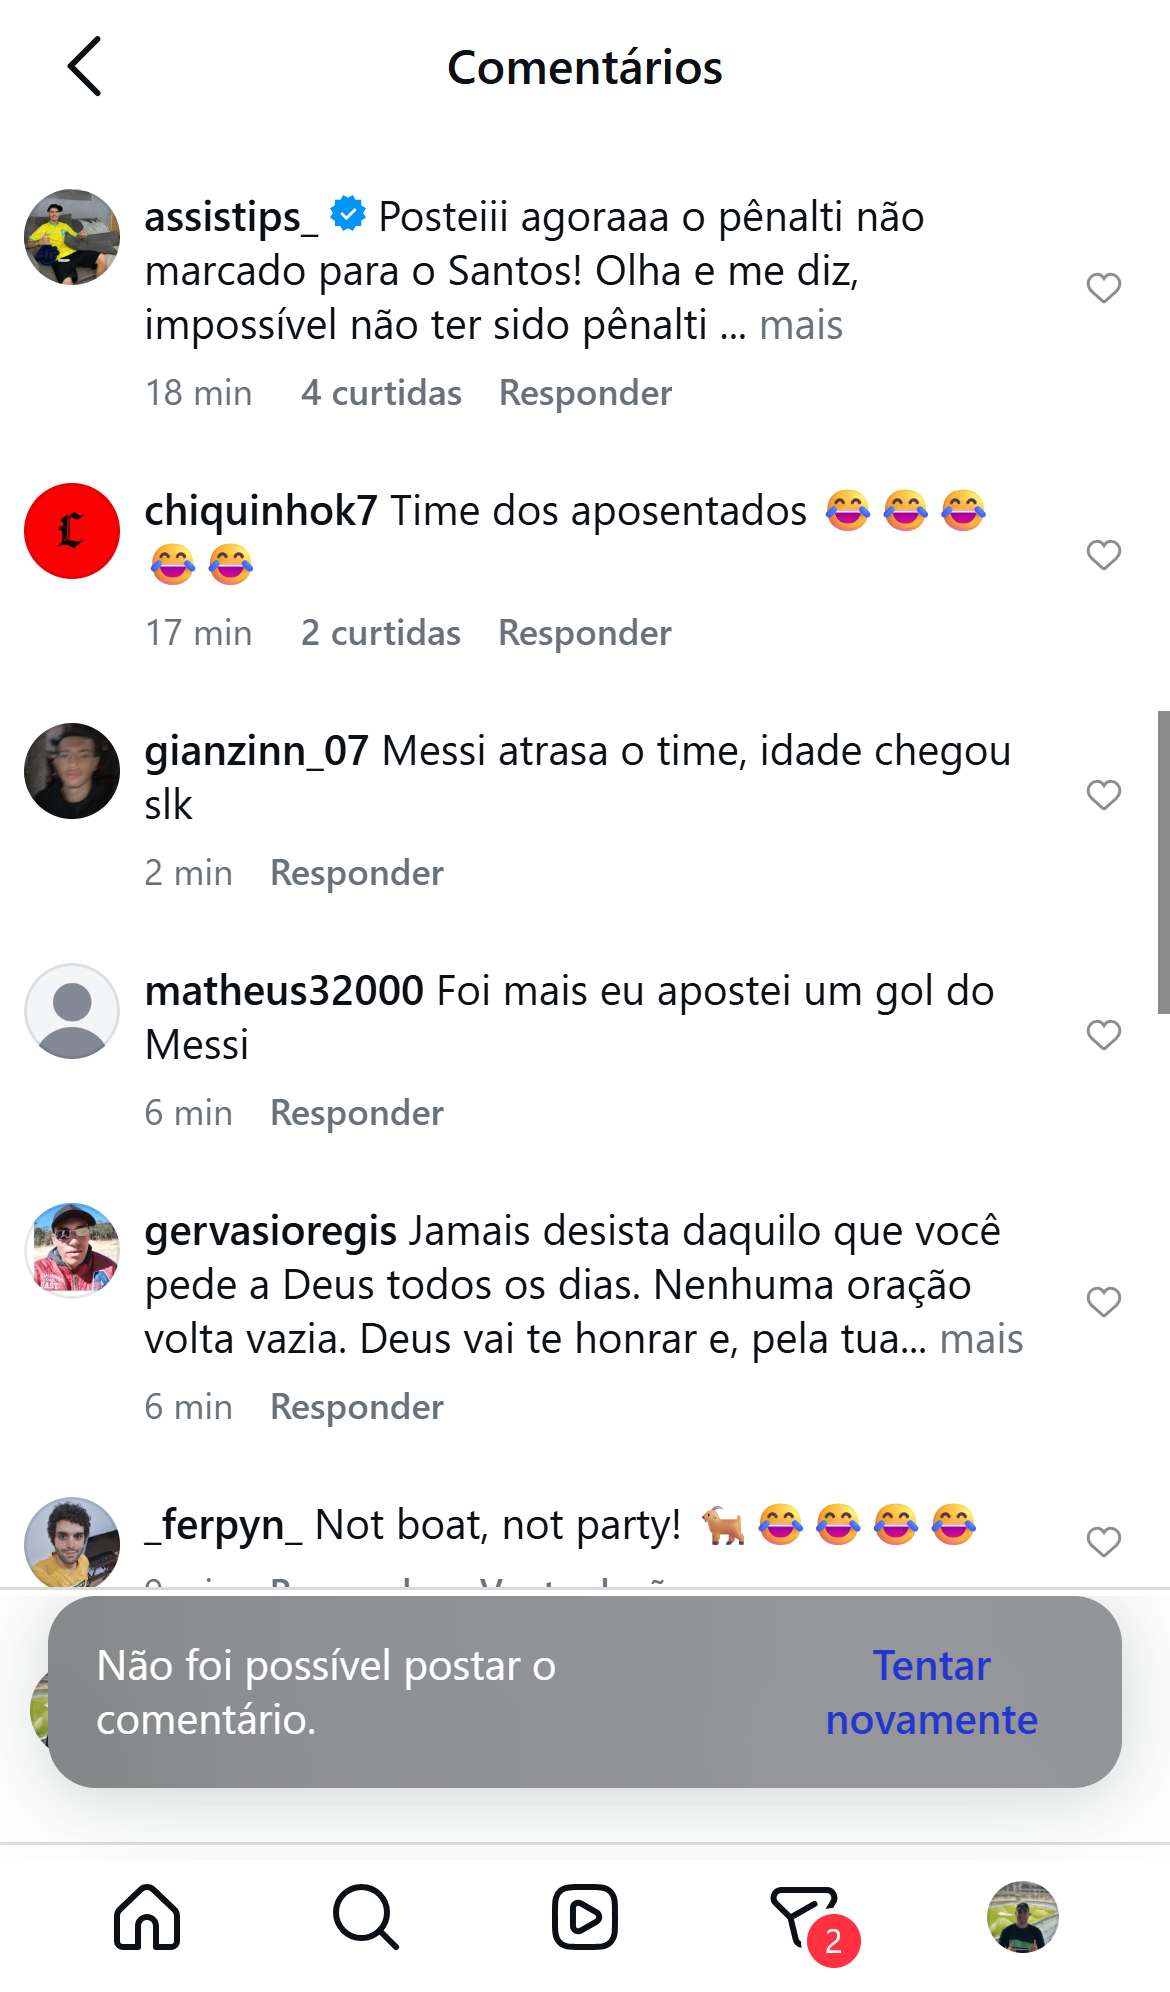 Comentários
assistips_ Posteiii agoraaa o pênalti não
marcado para o Santos! Olha e me diz,
impossível não ter sido pênalti ... mais
18 min 4 curtidas Responder
chiquinhok7 Time dos aposentados 😂😂😂
😂😂
17 min 2 curtidas Responder
gianzinn_07 Messi atrasa o time, idade chegou
slk
2 min Responder
matheus32000 Foi mais eu apostei um gol do
Messi
6 min Responder
gervasioregis Jamais desista daquilo que você
pede a Deus todos os dias. Nenhuma oração
volta vazia. Deus vai te honrar e, pela tua... mais
6 min Responder
_ferpyn_ Not boat, not party! 🐐😂😂😂😂
Não foi possível postar o
comentário.
Tentar
novamente
2